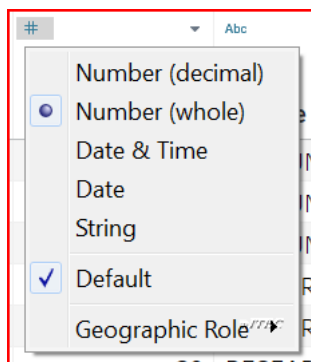 # Abc
Number (decimal)
Number (whole)
Date & Time
Date
String
Default
Geographic Role